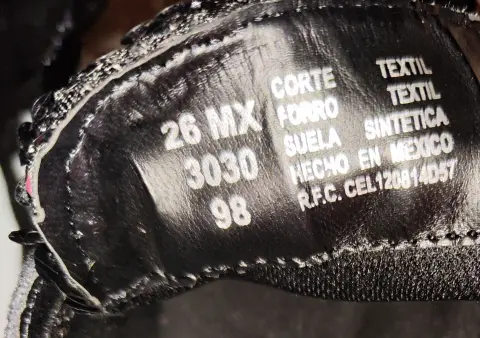 26 MX
3030
98
CORTE TEXTIL
FORRO TEXTIL
SUELA SINTETICA
HECHO EN MEXICO
R.F.C. CEL120814D57